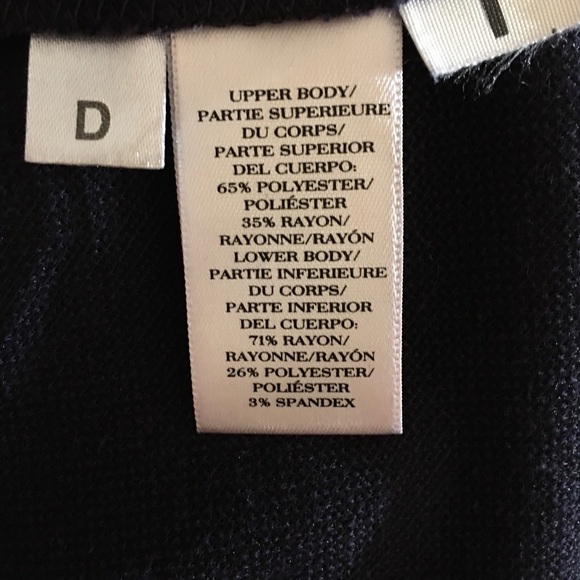 D
UPPER BODY/
PARTIE SUPERIEURE
DU CORPS/
PARTE SUPERIOR
DEL CUERPO:
65% POLYESTER/
POLIÉSTER
35% RAYON/
RAYONNE/RAYÓN
LOWER BODY/
PARTIE INFERIEURE
DU CORPS/
PARTE INFERIOR
DEL CUERPO:
71% RAYON/
RAYONNE/RAYÓN
26% POLYESTER/
POLIÉSTER
3% SPANDEX